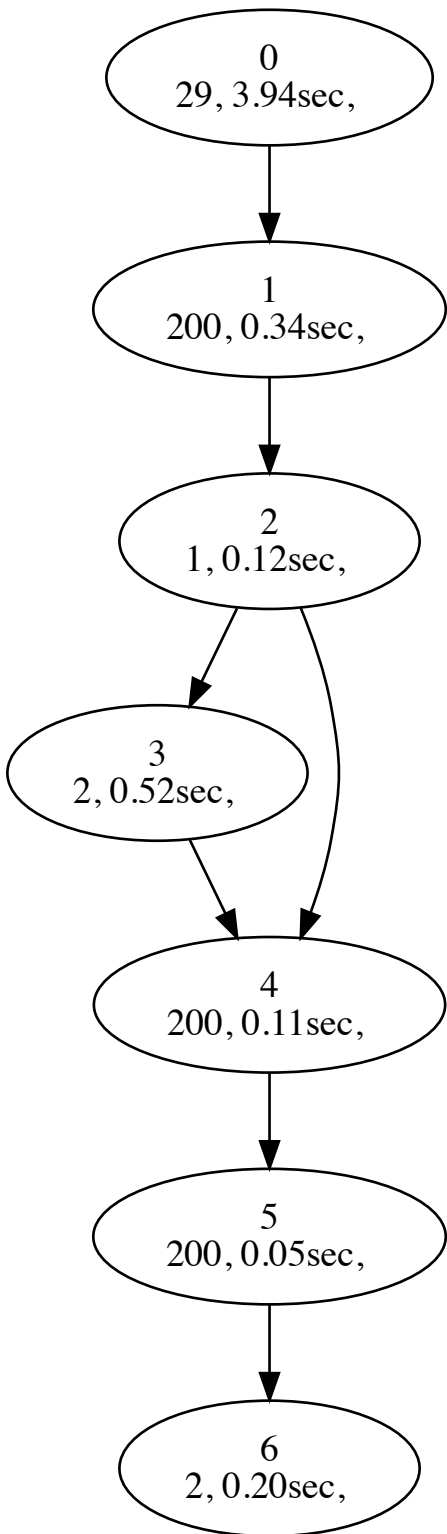 0
29, 3.94sec,
1
200, 0.34sec,
2
1, 0.12sec,
3
2, 0.52sec,
4
200, 0.11sec,
5
200, 0.05sec,
6
2, 0.20sec,